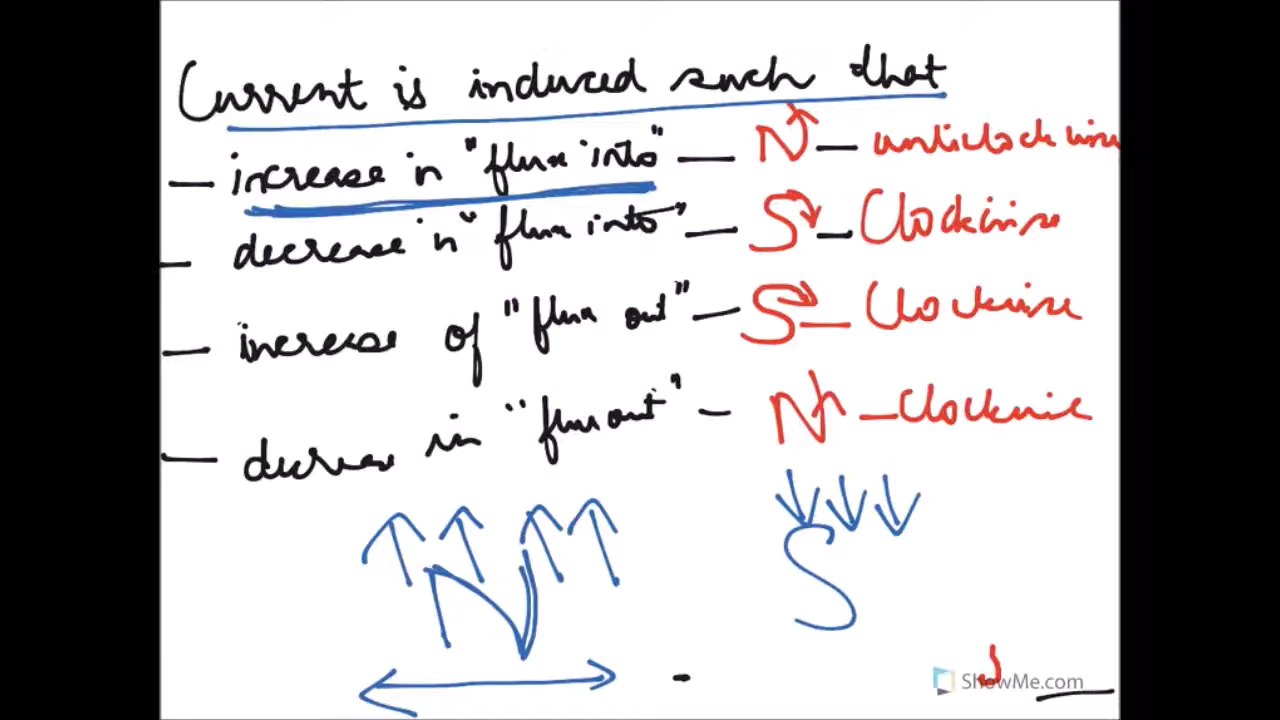 Current is induced such that
— increase in "flux into" — N — anticlockwise
— decrease in "flux into" — S — Clockwise
— increase of "flux out" — S — Clockwise
— decrease in "flux out" — N — clockwise
N S
ShowMe.com